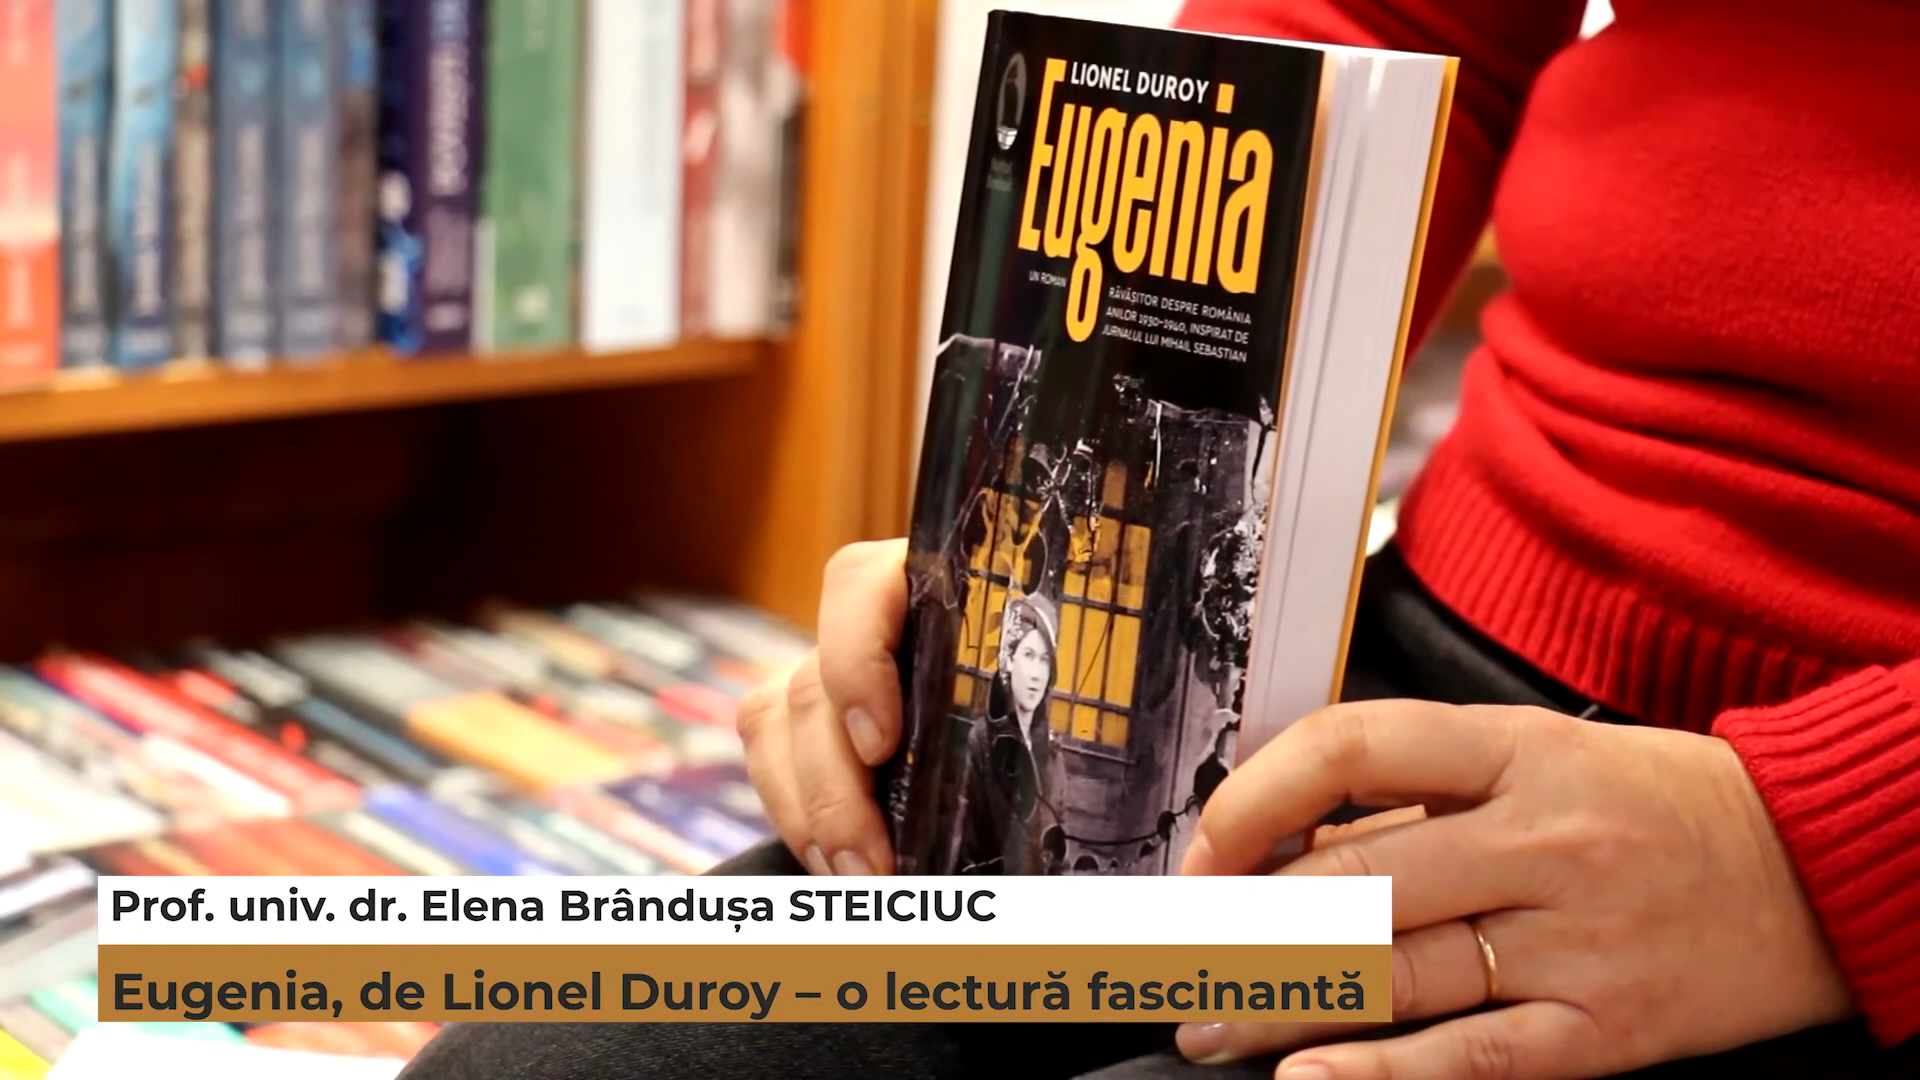 LIONEL DUROY
Eugenia
UN ROMAN
RĂVĂȘITOR DESPRE ROMÂNIA
ANILOR 1930-1940, INSPIRAT DE
JURNALUL LUI MIHAIL SEBASTIAN
Prof. univ. dr. Elena Brândușa STEICIUC
Eugenia, de Lionel Duroy – o lectură fascinantă